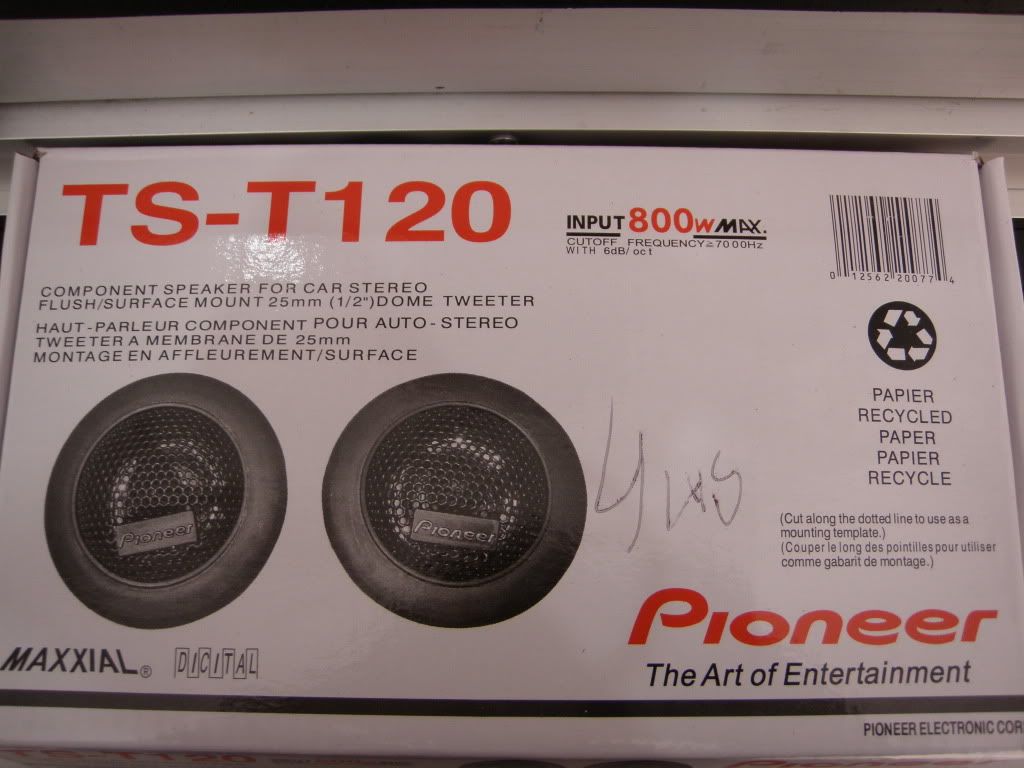 TS-T120
INPUT 800W MAX.
CUTOFF FREQUENCY≥7000Hz
WITH 6dB/oct
0 12562 20077 4
COMPONENT SPEAKER FOR CAR STEREO
FLUSH/SURFACE MOUNT 25mm (1/2")DOME TWEETER
HAUT-PARLEUR COMPONENT POUR AUTO-STEREO
TWEETER A MEMBRANE DE 25mm
MONTAGE EN AFFLEUREMENT/SURFACE
PAPIER
RECYCLED
PAPER
PAPIER
RECYCLE
Pioneer
Pioneer
(Cut along the dotted line to use as a
mounting template.)
(Couper le long des pointilles pour utiliser
comme gabarit de montage.)
Pioneer
The Art of Entertainment
MAXXIAL® DIGITAL
PIONEER ELECTRONIC COR
TS-T120